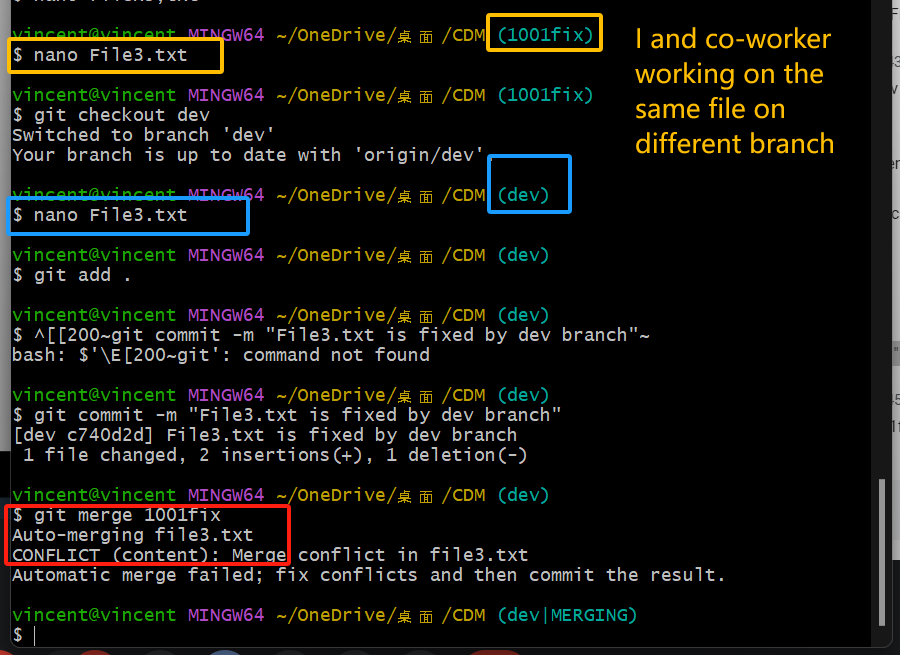 vincent@vincent MINGW64 ~/OneDrive/桌面/CDM (1001fix)
$ nano File3.txt
I and co-worker
working on the
same file on
different branch
vincent@vincent MINGW64 ~/OneDrive/桌面/CDM (1001fix)
$ git checkout dev
Switched to branch 'dev'
Your branch is up to date with 'origin/dev'
vincent@vincent MINGW64 ~/OneDrive/桌面/CDM (dev)
$ nano File3.txt
vincent@vincent MINGW64 ~/OneDrive/桌面/CDM (dev)
$ git add .
vincent@vincent MINGW64 ~/OneDrive/桌面/CDM (dev)
$ ^[[200~git commit -m "File3.txt is fixed by dev branch"~
bash: $'\E[200~git': command not found
vincent@vincent MINGW64 ~/OneDrive/桌面/CDM (dev)
$ git commit -m "File3.txt is fixed by dev branch"
[dev c740d2d] File3.txt is fixed by dev branch
1 file changed, 2 insertions(+), 1 deletion(-)
vincent@vincent MINGW64 ~/OneDrive/桌面/CDM (dev)
$ git merge 1001fix
Auto-merging file3.txt
CONFLICT (content): Merge conflict in file3.txt
Automatic merge failed; fix conflicts and then commit the result.
vincent@vincent MINGW64 ~/OneDrive/桌面/CDM (dev|MERGING)
$